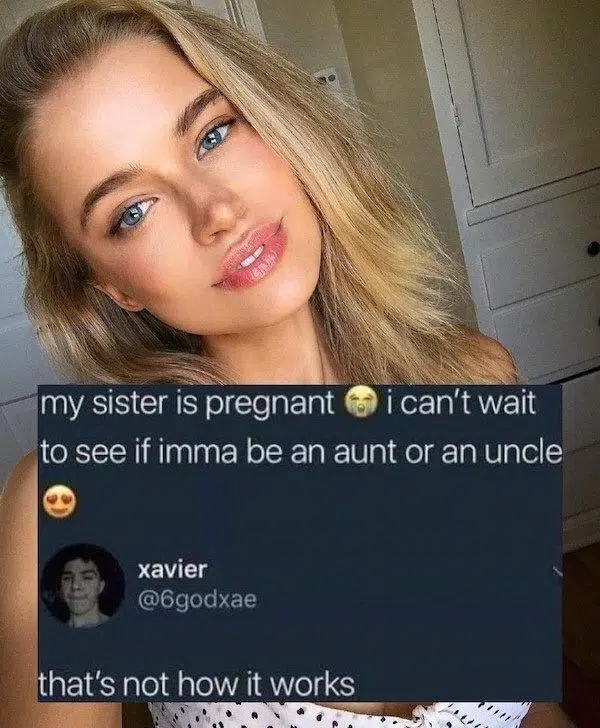 my sister is pregnant 😭 i can't wait
to see if imma be an aunt or an uncle
😍
xavier
@6godxae
that's not how it works